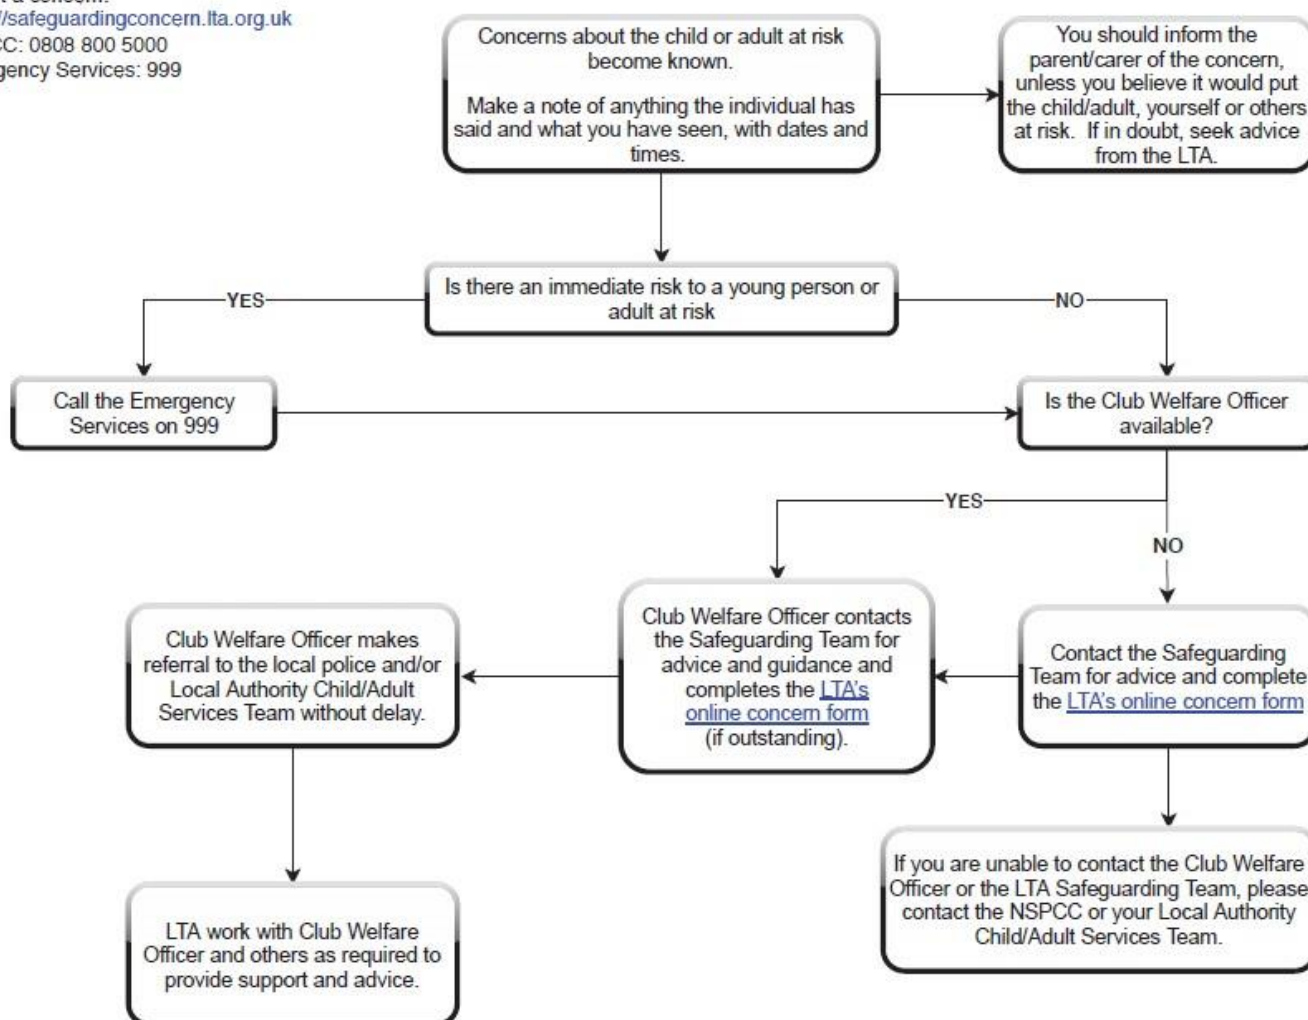 //safeguardingconcern.lta.org.uk
CC: 0808 800 5000
gency Services: 999
Concerns about the child or adult at risk
become known.
Make a note of anything the individual has
said and what you have seen, with dates and
times.
You should inform the
parent/carer of the concern,
unless you believe it would put
the child/adult, yourself or others
at risk. If in doubt, seek advice
from the LTA.
Is there an immediate risk to a young person or
adult at risk
YES
NO
Call the Emergency
Services on 999
Is the Club Welfare Officer
available?
YES
NO
Club Welfare Officer makes
referral to the local police and/or
Local Authority Child/Adult
Services Team without delay.
Club Welfare Officer contacts
the Safeguarding Team for
advice and guidance and
completes the LTA's
online concern form
(if outstanding).
Contact the Safeguarding
Team for advice and complete
the LTA's online concern form
LTA work with Club Welfare
Officer and others as required to
provide support and advice.
If you are unable to contact the Club Welfare
Officer or the LTA Safeguarding Team, please
contact the NSPCC or your Local Authority
Child/Adult Services Team.